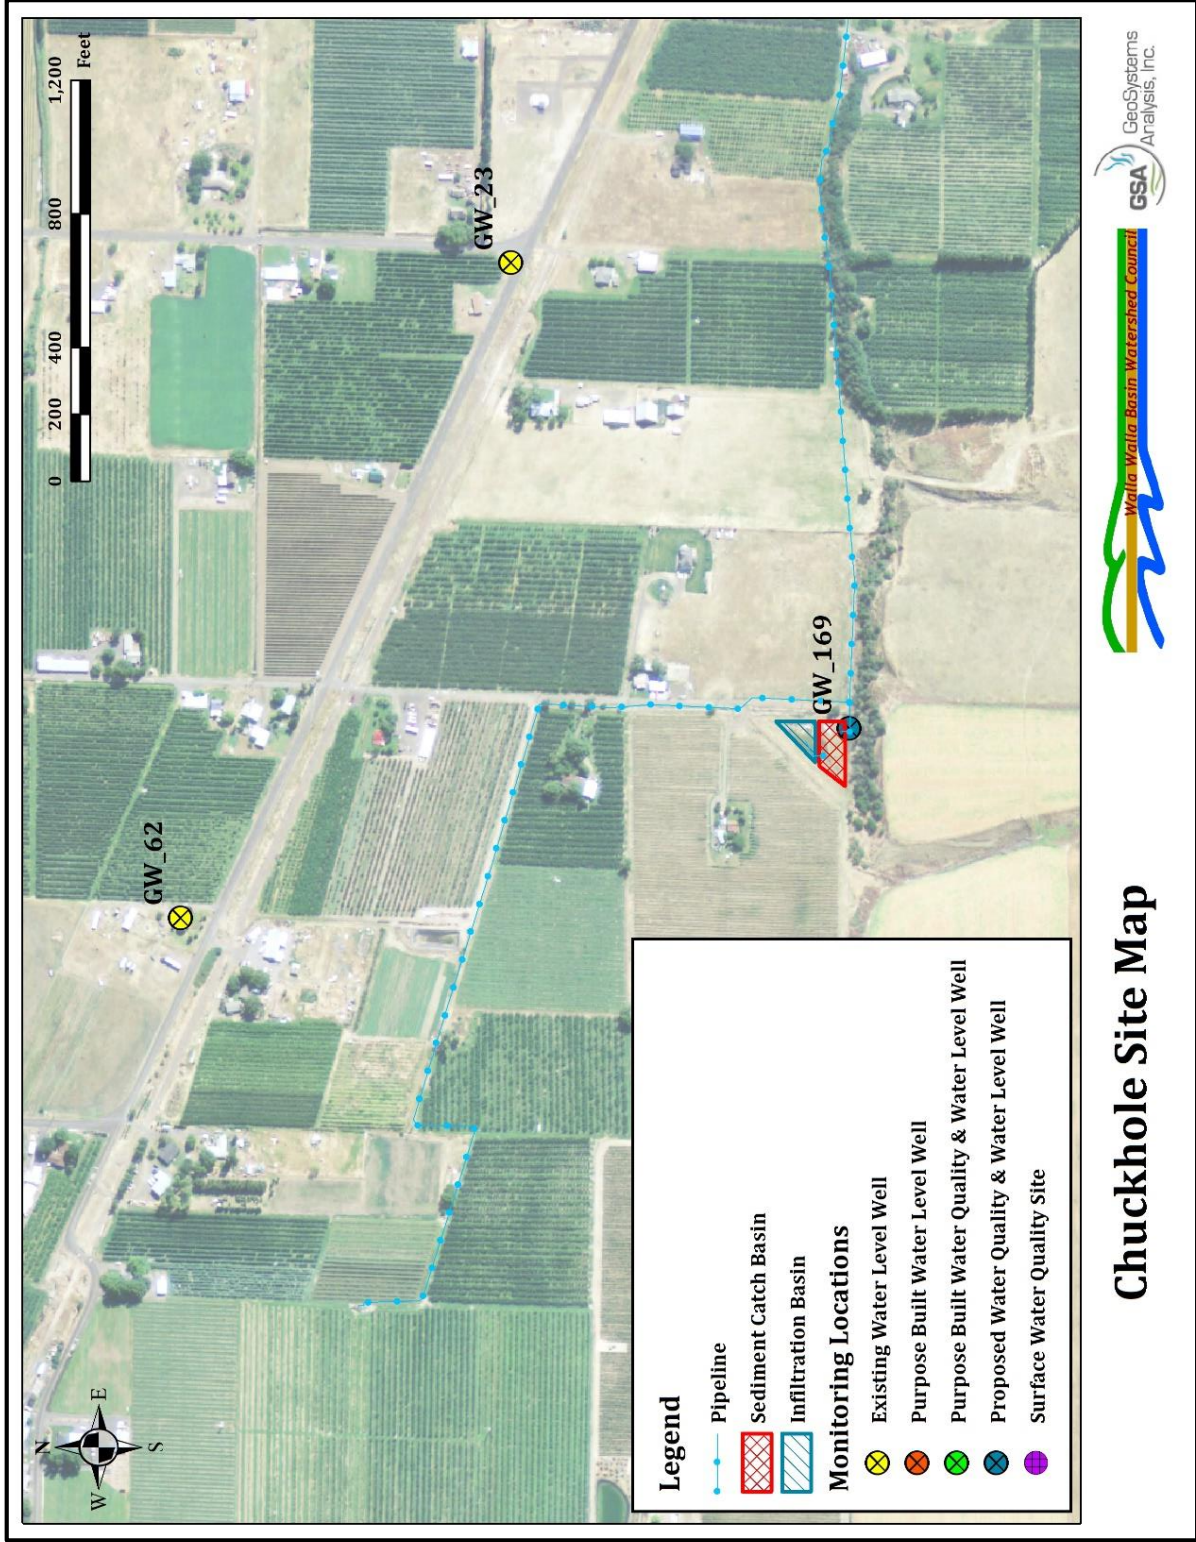 N
W
E
S
0
200
400
800
1,200
Feet
GW_62
GW_23
GW_169
Legend
Pipeline
Sediment Catch Basin
Infiltration Basin
Monitoring Locations
Existing Water Level Well
Purpose Built Water Level Well
Purpose Built Water Quality & Water Level Well
Proposed Water Quality & Water Level Well
Surface Water Quality Site
Chuckhole Site Map
Walla Walla Basin Watershed Council
GSA
GeoSystems
Analysis, Inc.